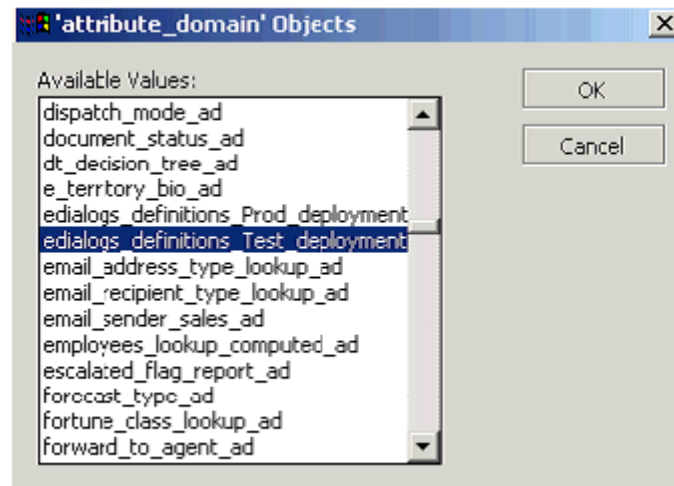 'attribute_domain' Objects
Available Values:
OK
Cancel
dispatch_mode_ad
document_status_ad
dt_decision_tree_ad
e_territory_bio_ad
edialogs_definitions_Prod_deployment
edialogs_definitions_Test_deployment
email_address_type_lookup_ad
email_recipient_type_lookup_ad
email_sender_sales_ad
employees_lookup_computed_ad
escalated_flag_report_ad
forecast_type_ad
fortune_class_lookup_ad
forward_to_agent_ad